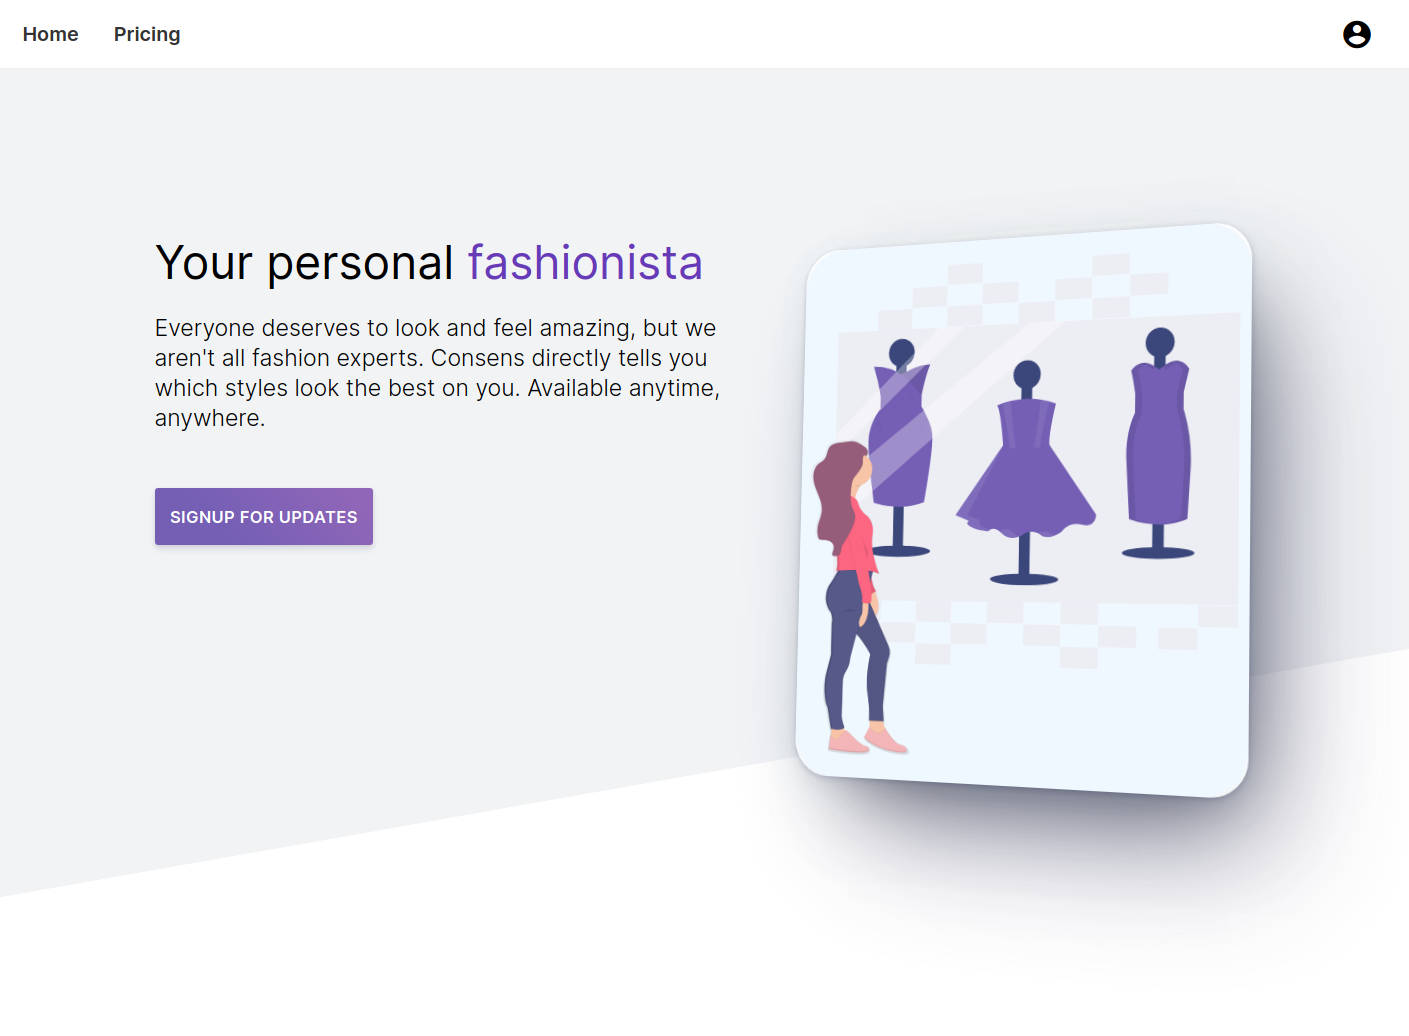 Home
Pricing
Your personal fashionista
Everyone deserves to look and feel amazing, but we
aren't all fashion experts. Consens directly tells you
which styles look the best on you. Available anytime,
anywhere.
SIGNUP FOR UPDATES